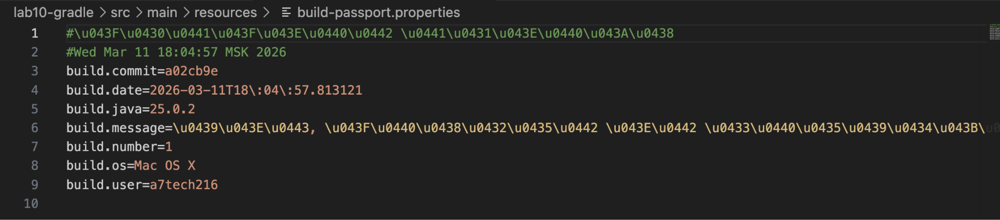 lab10-gradle > src > main > resources > build-passport.properties
1 #\u043F\u0430\u0441\u043F\u043E\u0440\u0442 \u0441\u0431\u043E\u0440\u043A\u0438
2 #Wed Mar 11 18:04:57 MSK 2026
3 build.commit=a02cb9e
4 build.date=2026-03-11T18\:04\:57.813121
5 build.java=25.0.2
6 build.message=\u0439\u043E\u0443, \u043F\u0440\u0438\u0432\u0435\u0442 \u043E\u0442 \u0433\u0440\u0435\u0439\u0434\u043B\u0
7 build.number=1
8 build.os=Mac OS X
9 build.user=a7tech216
10